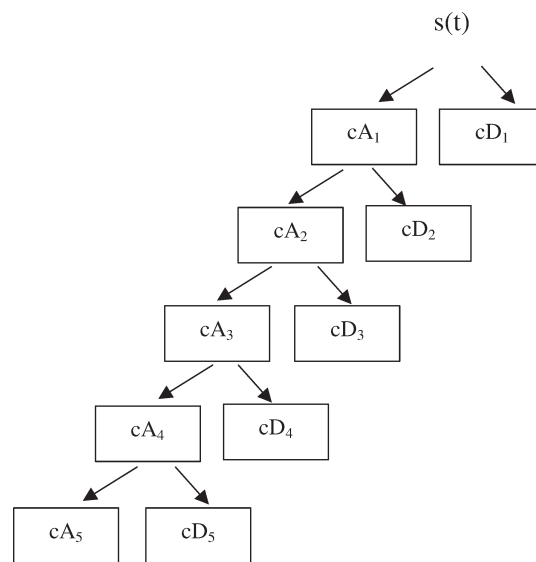 s(t)
cA₁ cD₁
cA₂ cD₂
cA₃ cD₃
cA₄ cD₄
cA₅ cD₅